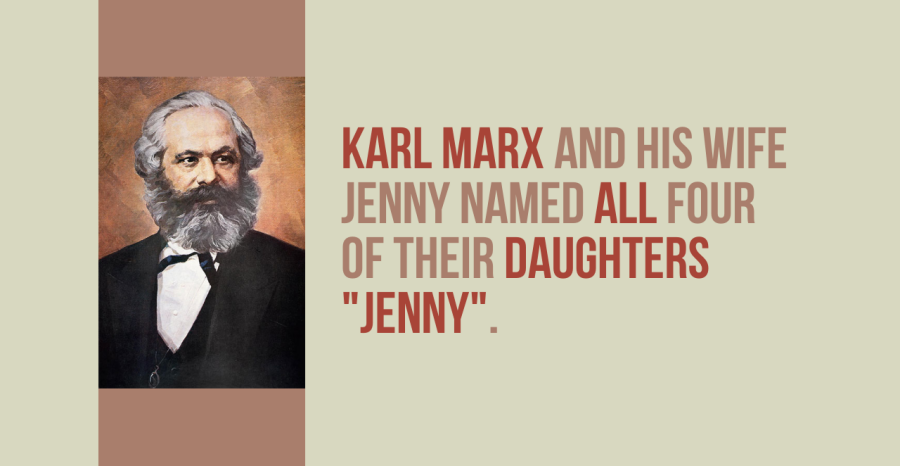 KARL MARX AND HIS WIFE
JENNY NAMED ALL FOUR
OF THEIR DAUGHTERS
"JENNY".